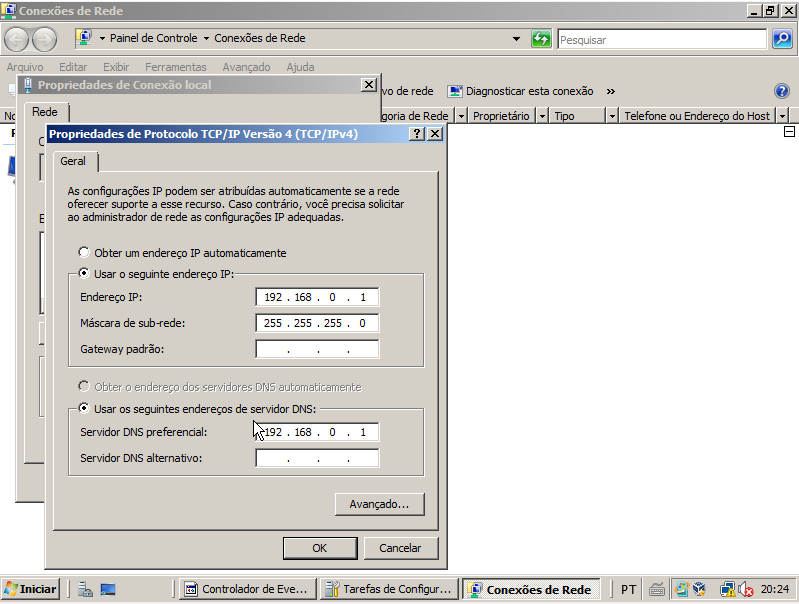 Conexões de Rede
Painel de Controle Conexões de Rede
Pesquisar
Arquivo Editar Exibir Ferramentas Avançado Ajuda
Propriedades de Conexão local
vo de rede Diagnosticar esta conexão »
Rede
goria de Rede Proprietário Tipo Telefone ou Endereço do Host
Propriedades de Protocolo TCP/IP Versão 4 (TCP/IPv4)
Geral
As configurações IP podem ser atribuídas automaticamente se a rede
oferecer suporte a esse recurso. Caso contrário, você precisa solicitar
ao administrador de rede as configurações IP adequadas.
Obter um endereço IP automaticamente
Usar o seguinte endereço IP:
Endereço IP: 192 . 168 . 0 . 1
Máscara de sub-rede: 255 . 255 . 255 . 0
Gateway padrão: . . .
Obter o endereço dos servidores DNS automaticamente
Usar os seguintes endereços de servidor DNS:
Servidor DNS preferencial: 192 . 168 . 0 . 1
Servidor DNS alternativo: . . .
Avançado...
OK Cancelar
Iniciar Controlador de Eve... Tarefas de Configur... Conexões de Rede PT 20:24